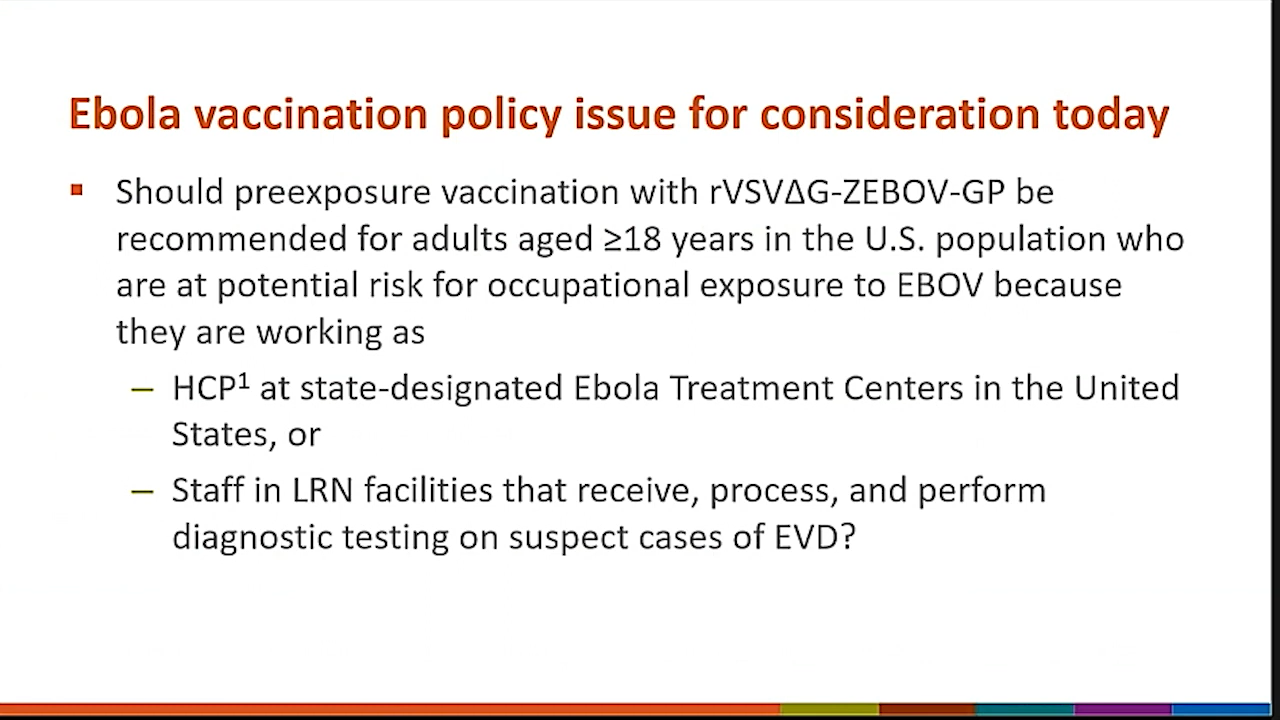 Ebola vaccination policy issue for consideration today
▪ Should preexposure vaccination with rVSVΔG-ZEBOV-GP be
recommended for adults aged ≥18 years in the U.S. population who
are at potential risk for occupational exposure to EBOV because
they are working as
– HCP¹ at state-designated Ebola Treatment Centers in the United
States, or
– Staff in LRN facilities that receive, process, and perform
diagnostic testing on suspect cases of EVD?